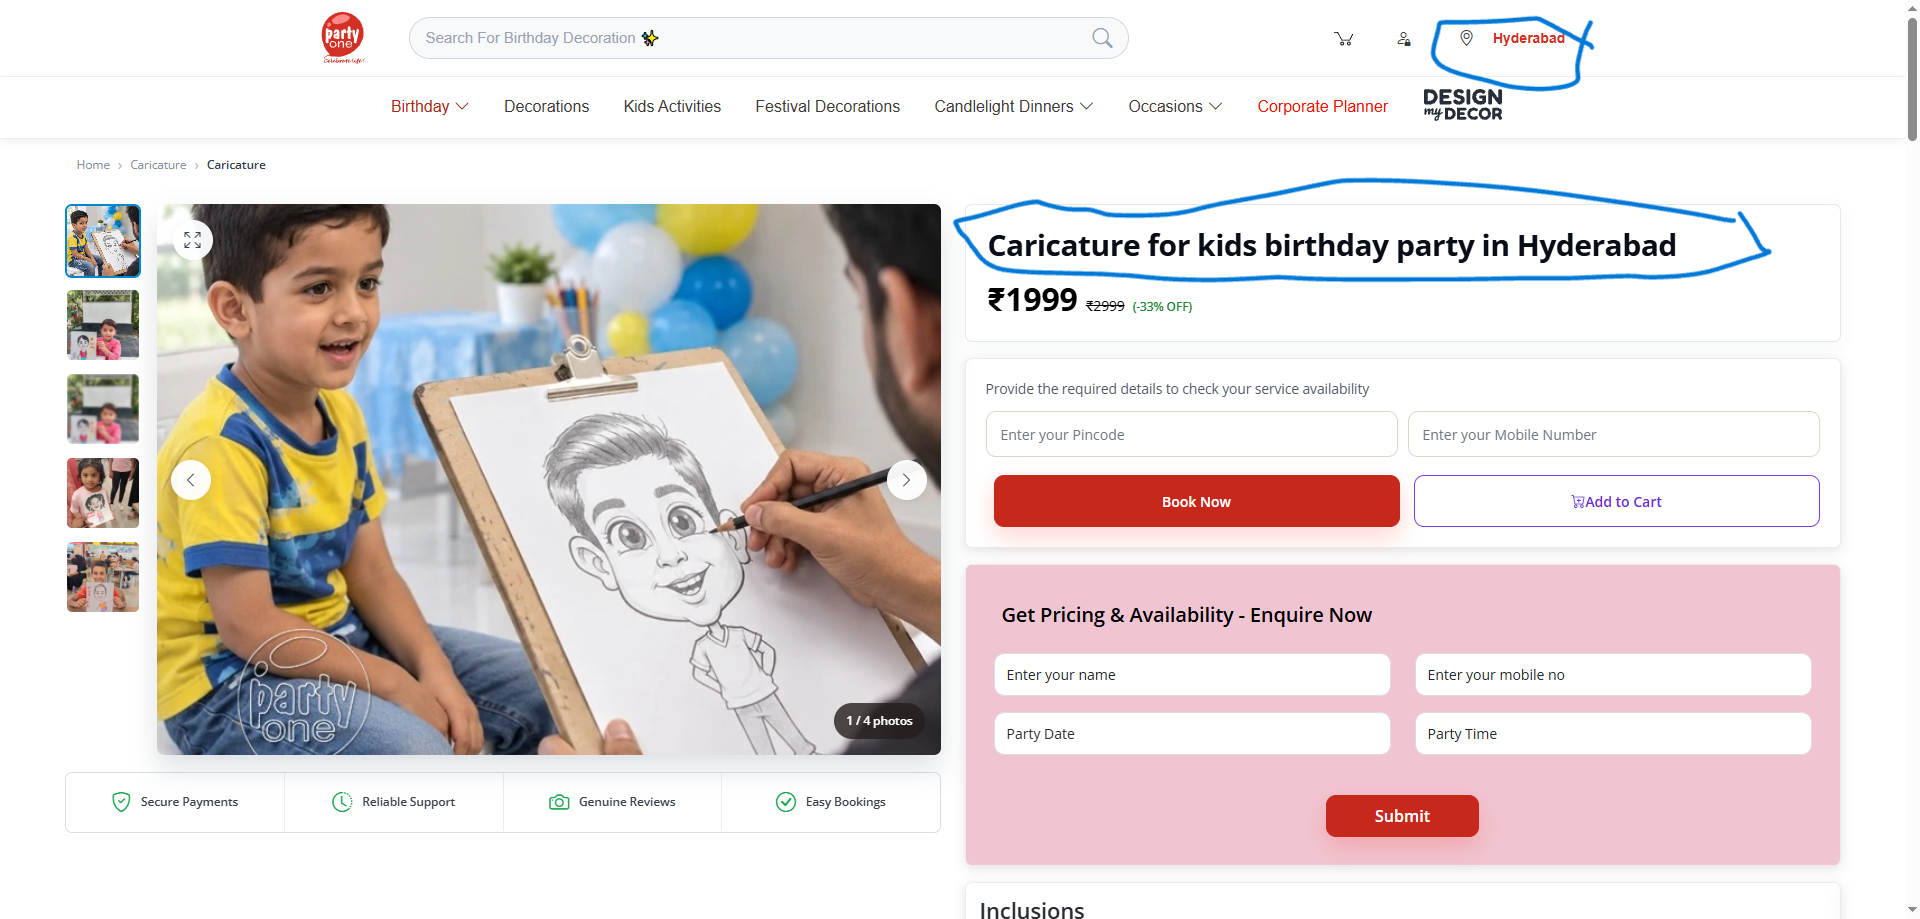 party
one
Celebrate life!
Search For Birthday Decoration ✨
Hyderabad
Birthday
Decorations
Kids Activities
Festival Decorations
Candlelight Dinners
Occasions
Corporate Planner
DESIGN
my DECOR
Home › Caricature › Caricature
Caricature for kids birthday party in Hyderabad
₹1999 ₹2999 (-33% OFF)
Provide the required details to check your service availability
Enter your Pincode
Enter your Mobile Number
Book Now
Add to Cart
Get Pricing & Availability - Enquire Now
Enter your name
Enter your mobile no
Party Date
Party Time
Submit
party
one
1 / 4 photos
Secure Payments
Reliable Support
Genuine Reviews
Easy Bookings
Inclusions